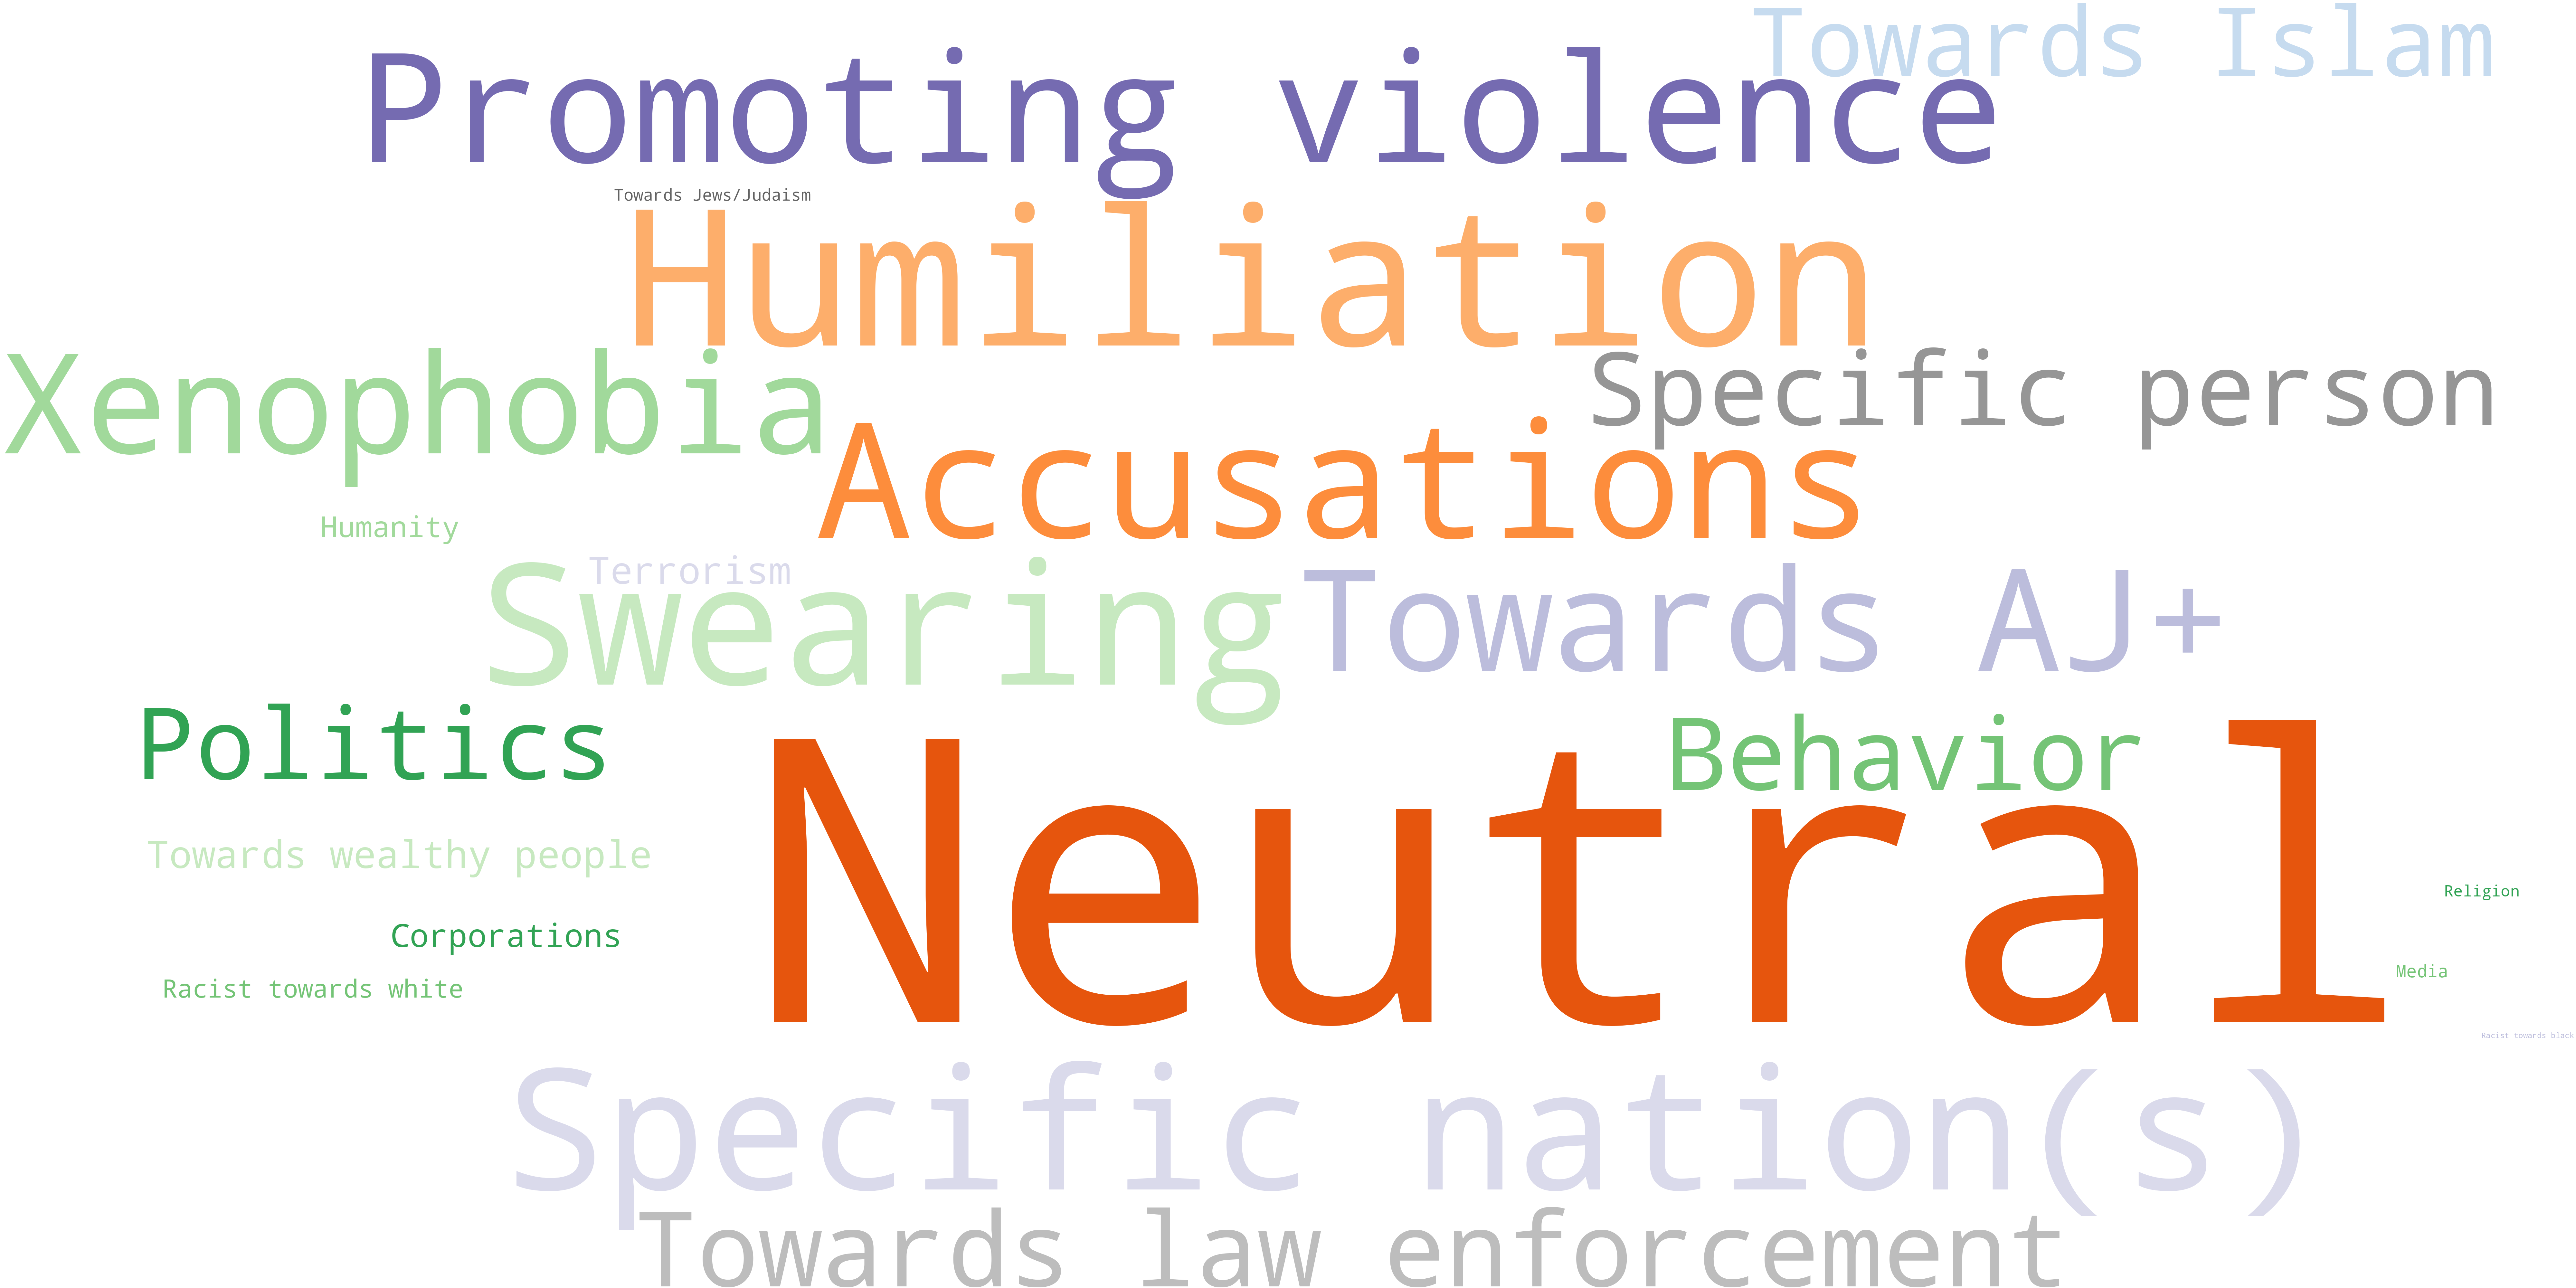 Towards Islam
Promoting violence
Towards Jews/Judaism
Humiliation
Xenophobia
Specific person
Accusations
Humanity
Terrorism
Swearing
Towards AJ+
Politics
Behavior
Neutral
Towards wealthy people
Religion
Corporations
Media
Racist towards white
Racist towards black
Specific nation(s)
Towards law enforcement